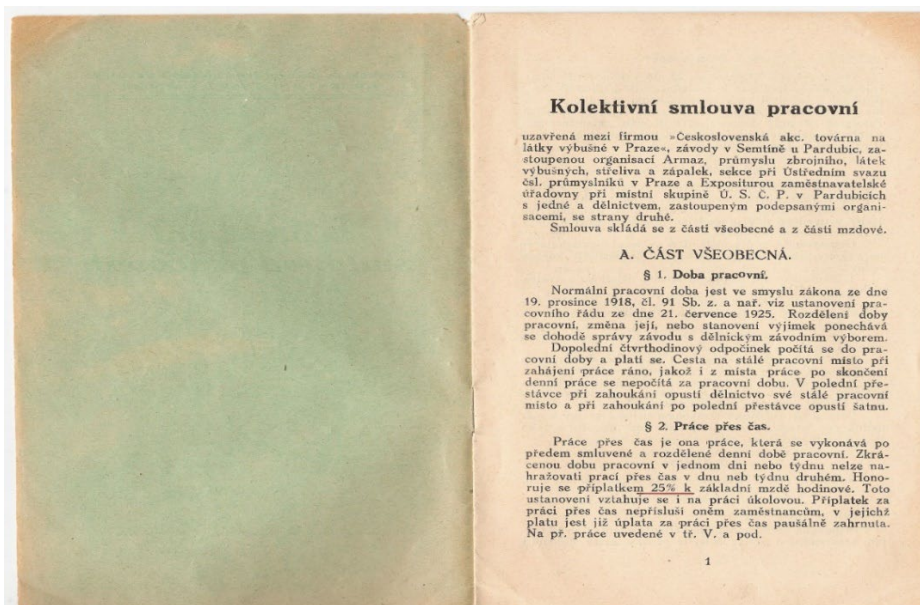 Kolektivní smlouva pracovní
uzavřená mezi firmou »Československá akc. továrna na
látky výbušné v Praze«, závody v Semtíně u Pardubic, za-
stoupenou organisací Armaz, průmyslu zbrojního, látek
výbušných, střeliva a zápalek, sekce při Ústředním svazu
čsl. průmyslníků v Praze a Expositurou zaměstnavatelské
úřadovny při místní skupině Ú. S. Č. P. v Pardubicích
s jedné a dělnictvem, zastoupeným podepsanými organi-
sacemi, se strany druhé.
Smlouva skládá se z části všeobecné a z části mzdové.
A. ČÁST VŠEOBECNÁ.
§ 1. Doba pracovní.
Normální pracovní doba jest ve smyslu zákona ze dne
19. prosince 1918, čl. 91 Sb. z. a nař. viz ustanovení pra-
covního řádu ze dne 21. července 1925. Rozdělení doby
pracovní, změna její, nebo stanovení výjimek ponechává
se dohodě správy závodu s dělnickým závodním výborem.
Dopolední čtvrthodinový odpočinek počítá se do pra-
covní doby a platí se. Cesta na stálé pracovní místo při
zahájení práce ráno, jakož i z místa práce po skončení
denní práce se nepočítá za pracovní dobu. V polední pře-
stávce při zahoukání opustí dělnictvo své stálé pracovní
místo a při zahoukání po polední přestávce opustí šatnu.
§ 2. Práce přes čas.
Práce přes čas je ona práce, která se vykonává po
předem smluvené a rozdělené denní době pracovní. Zkrá-
cenou dobu pracovní v jednom dni nebo týdnu nelze na-
hražovati prací přes čas v dnu neb týdnu druhém. Hono-
ruje se příplatkem 25% k základní mzdě hodinové. Toto
ustanovení vztahuje se i na práci úkolovou. Příplatek za
práci přes čas nepřísluší oněm zaměstnancům, v jejichž
platu jest již úplata za práci přes čas paušálně zahrnuta.
Na př. práce uvedené v tř. V. a pod.
1